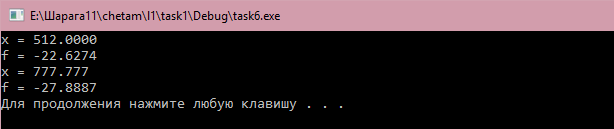 E:\Шарага11\chetam\l1\task1\Debug\task6.exe
x = 512.0000
f = -22.6274
x = 777.777
f = -27.8887
Для продолжения нажмите любую клавишу . . .